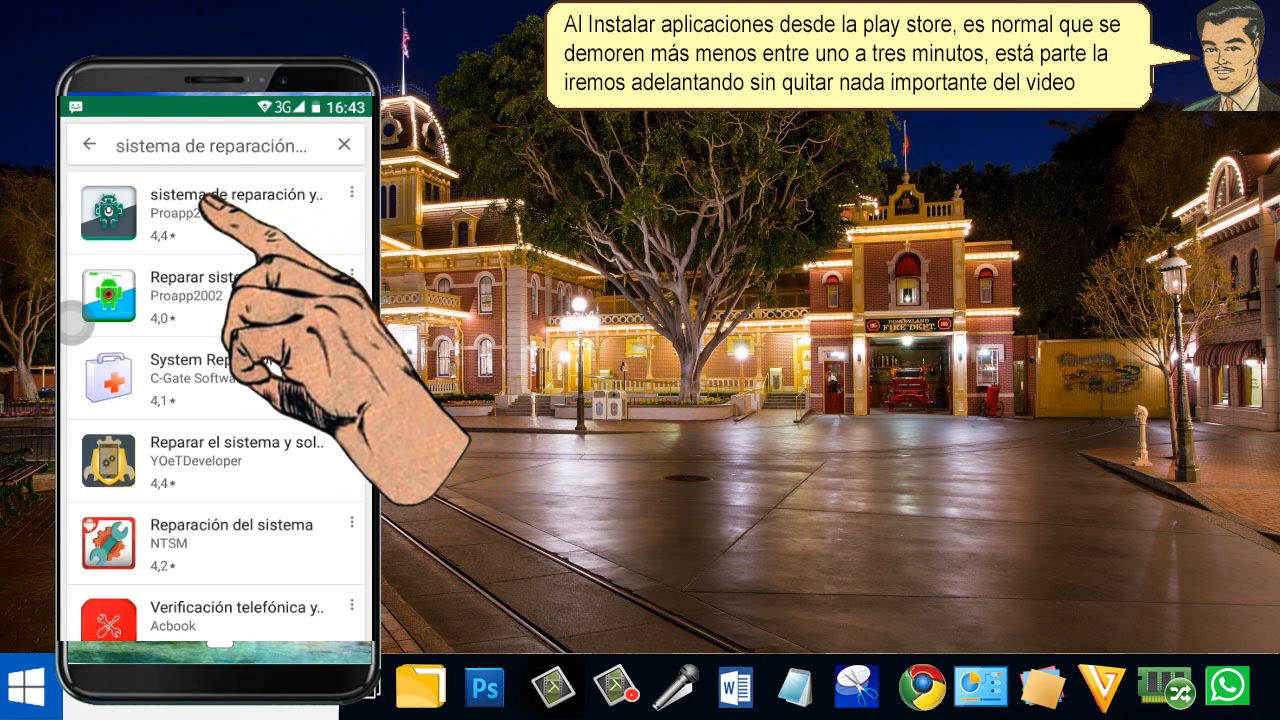 Al Instalar aplicaciones desde la play store, es normal que se
demoren más menos entre uno a tres minutos, está parte la
iremos adelantando sin quitar nada importante del video
3G 16:43
sistema de reparación...
sistema de reparación y..
4,4★
Reparar
Proapp2002
4,0★
System
C-Gate
4,1★
Reparar el sistema y sol..
YOeTDeveloper
4,4★
Reparación del sistema
NTSM
4,2★
Verificación telefónica y..
Acbook
DISNEYLAND
FIRE DEPT.
Ps
W